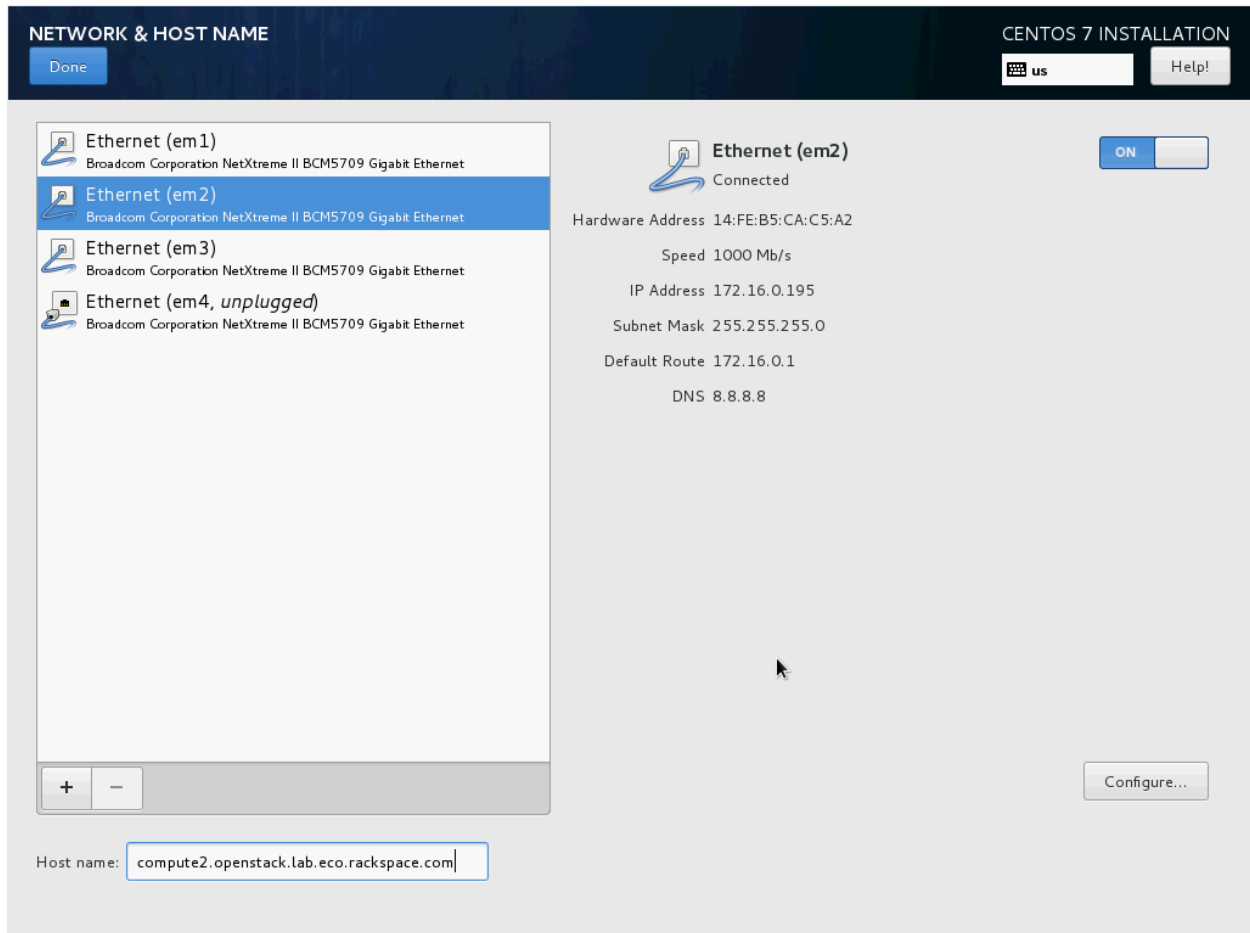 NETWORK & HOST NAME
CENTOS 7 INSTALLATION
Done
us
Help!
Ethernet (em1)
Broadcom Corporation NetXtreme II BCM5709 Gigabit Ethernet
Ethernet (em2)
Broadcom Corporation NetXtreme II BCM5709 Gigabit Ethernet
Ethernet (em3)
Broadcom Corporation NetXtreme II BCM5709 Gigabit Ethernet
Ethernet (em4, unplugged)
Broadcom Corporation NetXtreme II BCM5709 Gigabit Ethernet
Ethernet (em2)
Connected
ON
Hardware Address 14:FE:B5:CA:C5:A2
Speed 1000 Mb/s
IP Address 172.16.0.195
Subnet Mask 255.255.255.0
Default Route 172.16.0.1
DNS 8.8.8.8
+ −
Configure...
Host name: compute2.openstack.lab.eco.rackspace.com